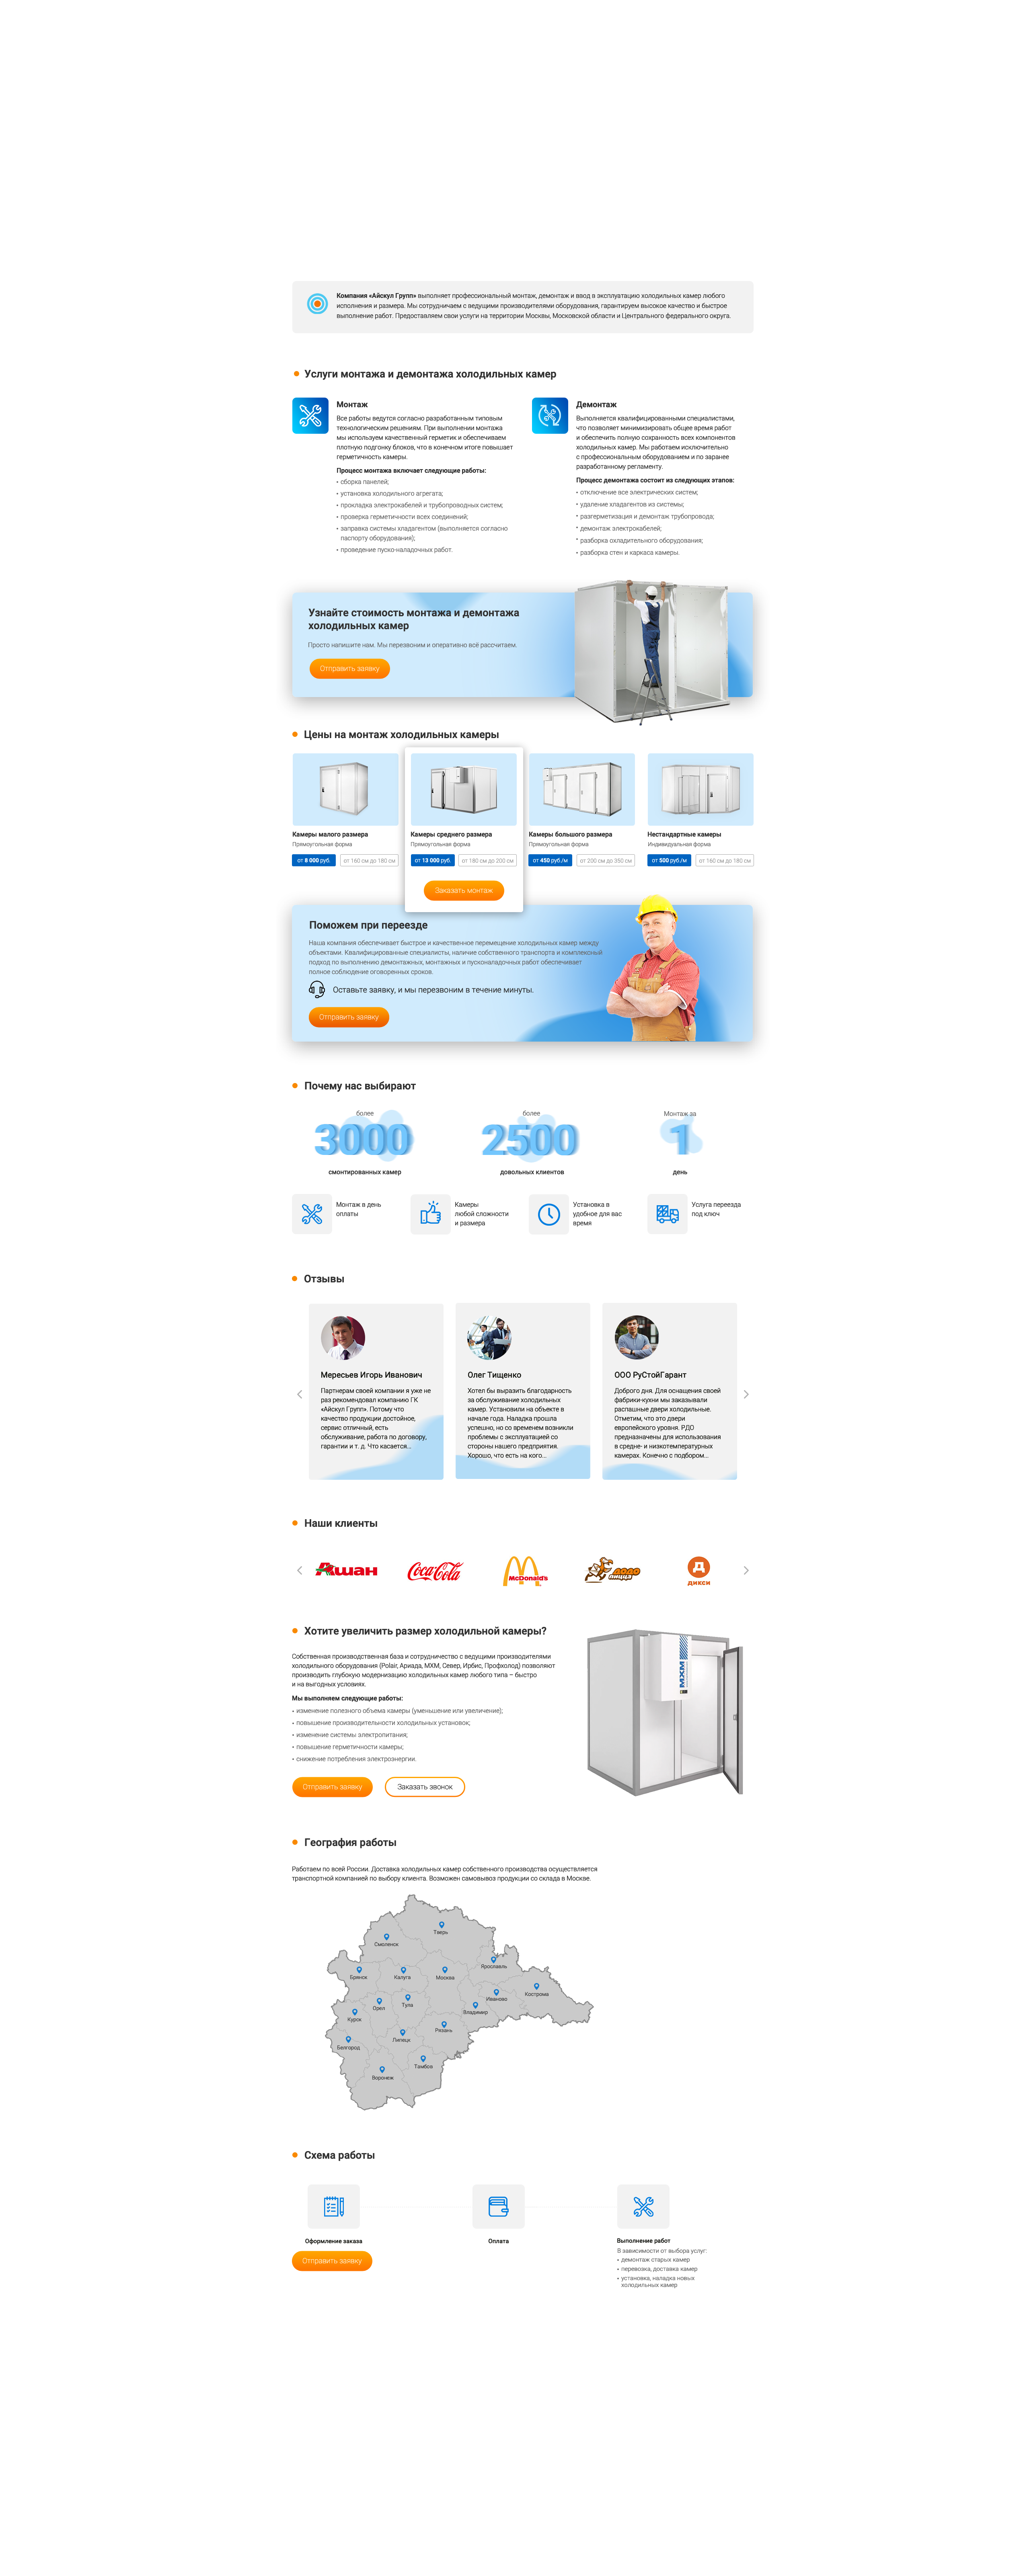 Компания «Айскул Групп» выполняет профессиональный монтаж, демонтаж и ввод в эксплуатацию холодильных камер любого
исполнения и размера. Мы сотрудничаем с ведущими производителями оборудования, гарантируем высокое качество и быстрое
выполнение работ. Предоставляем свои услуги на территории Москвы, Московской области и Центрального федерального округа.
Услуги монтажа и демонтажа холодильных камер
Монтаж
Все работы ведутся согласно разработанным типовым
технологическим решениям. При выполнении монтажа
мы используем качественный герметик и обеспечиваем
плотную подгонку блоков, что в конечном итоге повышает
герметичность камеры.
Процесс монтажа включает следующие работы:
• сборка панелей;
• установка холодильного агрегата;
• прокладка электрокабелей и трубопроводных систем;
• проверка герметичности всех соединений;
• заправка системы хладагентом (выполняется согласно
паспорту оборудования);
• проведение пуско-наладочных работ.
Демонтаж
Выполняется квалифицированными специалистами,
что позволяет минимизировать общее время работ
и обеспечить полную сохранность всех компонентов
холодильных камер. Мы работаем исключительно
с профессиональным оборудованием и по заранее
разработанному регламенту.
Процесс демонтажа состоит из следующих этапов:
• отключение все электрических систем;
• удаление хладагентов из системы;
• разгерметизация и демонтаж трубопровода;
• демонтаж электрокабелей;
• разборка охладительного оборудования;
• разборка стен и каркаса камеры.
Узнайте стоимость монтажа и демонтажа
холодильных камер
Просто напишите нам. Мы перезвоним и оперативно всё рассчитаем.
Отправить заявку
Цены на монтаж холодильных камеры
Камеры малого размера
Прямоугольная форма
от 8 000 руб.
от 160 см до 180 см
Камеры среднего размера
Прямоугольная форма
от 13 000 руб.
от 180 см до 200 см
Заказать монтаж
Камеры большого размера
Прямоугольная форма
от 450 руб./м
от 200 см до 350 см
Нестандартные камеры
Индивидуальная форма
от 500 руб./м
от 160 см до 180 см
Поможем при переезде
Наша компания обеспечивает быстрое и качественное перемещение холодильных камер между
объектами. Квалифицированные специалисты, наличие собственного транспорта и комплексный
подход по выполнению демонтажных, монтажных и пусконаладочных работ обеспечивает
полное соблюдение оговоренных сроков.
Оставьте заявку, и мы перезвоним в течение минуты.
Отправить заявку
Почему нас выбирают
более
3000
смонтированных камер
более
2500
довольных клиентов
Монтаж за
1
день
Монтаж в день
оплаты
Камеры
любой сложности
и размера
Установка в
удобное для вас
время
Услуга переезда
под ключ
Отзывы
Мересьев Игорь Иванович
Партнерам своей компании я уже не
раз рекомендовал компанию ГК
«Айскул Групп». Потому что
качество продукции достойное,
сервис отличный, есть
обслуживание, работа по договору,
гарантии и т. д. Что касается...
Олег Тищенко
Хотел бы выразить благодарность
за обслуживание холодильных
камер. Установили на объекте в
начале года. Наладка прошла
успешно, но со временем возникли
проблемы с эксплуатацией со
стороны нашего предприятия.
Хорошо, что есть на кого...
ООО РуСтойГарант
Доброго дня. Для оснащения своей
фабрики-кухни мы заказывали
распашные двери холодильные.
Отметим, что это двери
европейского уровня. РДО
предназначены для использования
в средне- и низкотемпературных
камерах. Конечно с подбором...
Наши клиенты
Ашан
Coca-Cola
McDonald's
Додо
пицца
Д
дикси
Хотите увеличить размер холодильной камеры?
Собственная производственная база и сотрудничество с ведущими производителями
холодильного оборудования (Polair, Ариада, МХМ, Север, Ирбис, Профхолод) позволяют
производить глубокую модернизацию холодильных камер любого типа – быстро
и на выгодных условиях.
Мы выполняем следующие работы:
• изменение полезного объема камеры (уменьшение или увеличение);
• повышение производительности холодильных установок;
• изменение системы электропитания;
• повышение герметичности камеры;
• снижение потребления электроэнергии.
Отправить заявку
Заказать звонок
МХМ
География работы
Работаем по всей России. Доставка холодильных камер собственного производства осуществляется
транспортной компанией по выбору клиента. Возможен самовывоз продукции со склада в Москве.
Тверь
Смоленск
Ярославль
Брянск
Калуга
Москва
Кострома
Иваново
Орел
Тула
Владимир
Курск
Рязань
Липецк
Белгород
Тамбов
Воронеж
Схема работы
Оформление заказа
Отправить заявку
Оплата
Выполнение работ
В зависимости от выбора услуг:
• демонтаж старых камер
• перевозка, доставка камер
• установка, наладка новых
холодильных камер